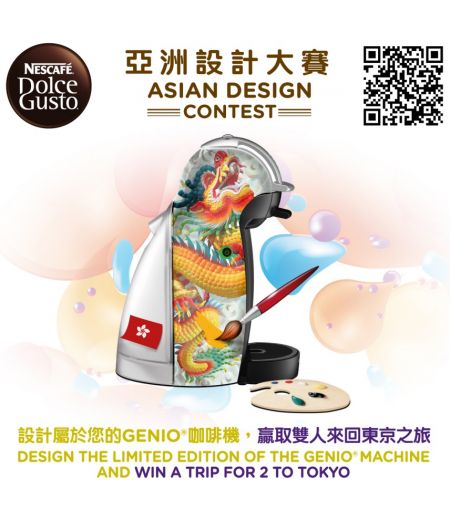 NESCAFÉ
Dolce
Gusto
亞洲設計大賽
ASIAN DESIGN
CONTEST
設計屬於您的GENIO®咖啡機，贏取雙人來回東京之旅
DESIGN THE LIMITED EDITION OF THE GENIO® MACHINE
AND WIN A TRIP FOR 2 TO TOKYO